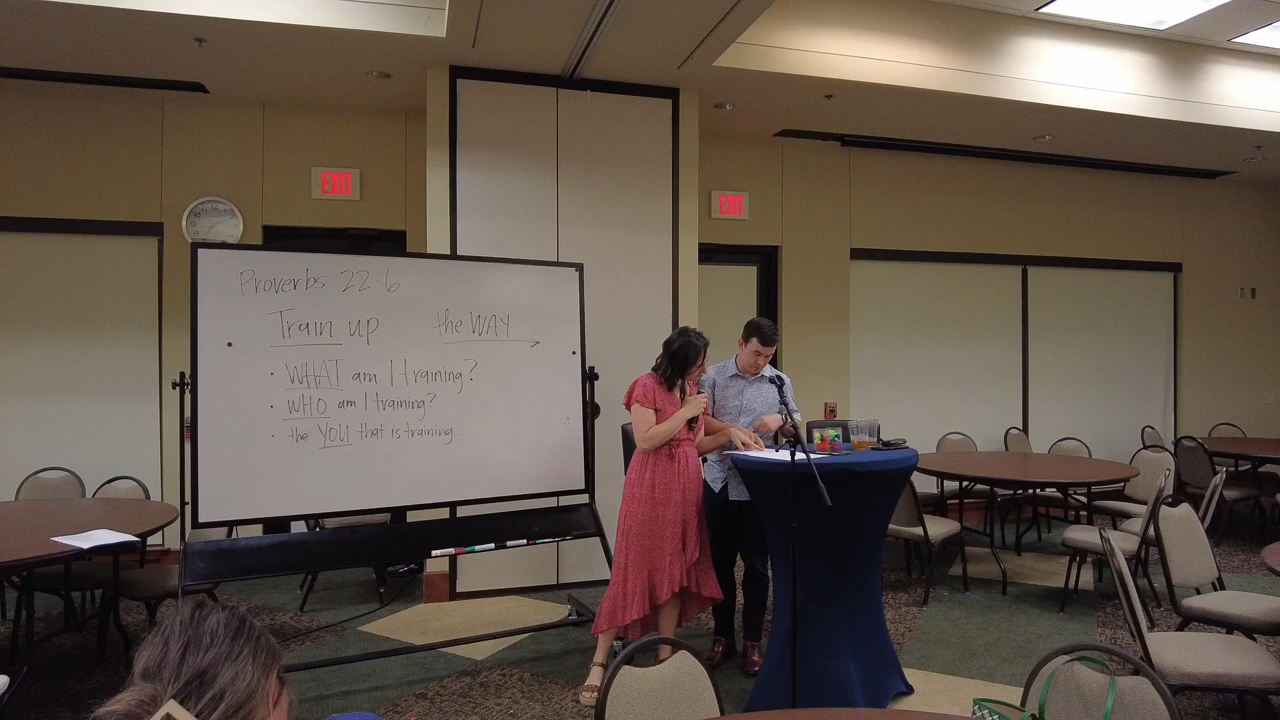 EXIT
EXIT
Proverbs 22:6
Train up the WAY
• WHAT am I training?
• WHO am I training?
• the YOU that is training...